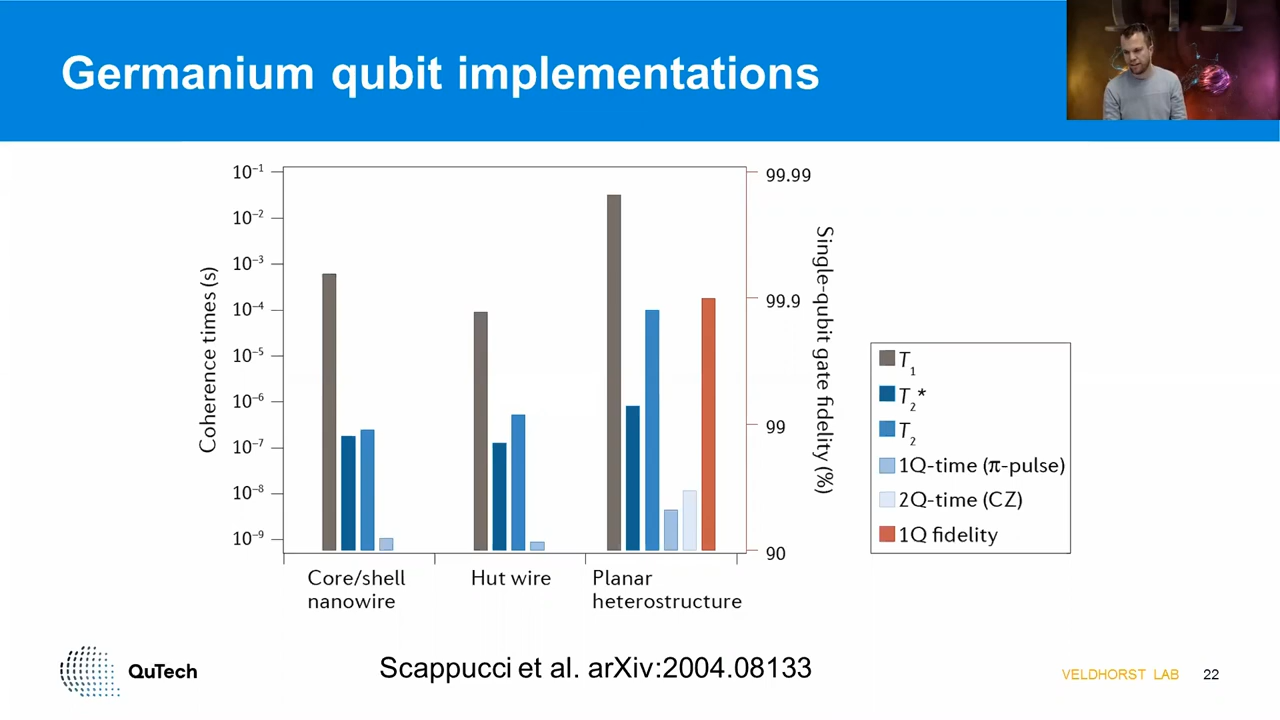 Germanium qubit implementations
Coherence times (s)
10⁻¹
10⁻²
10⁻³
10⁻⁴
10⁻⁵
10⁻⁶
10⁻⁷
10⁻⁸
10⁻⁹
99.99
99.9
99
90
Single-qubit gate fidelity (%)
Core/shell
nanowire
Hut wire
Planar
heterostructure
T₁
T₂*
T₂
1Q-time (π-pulse)
2Q-time (CZ)
1Q fidelity
QuTech
Scappucci et al. arXiv:2004.08133
VELDHORST LAB 22